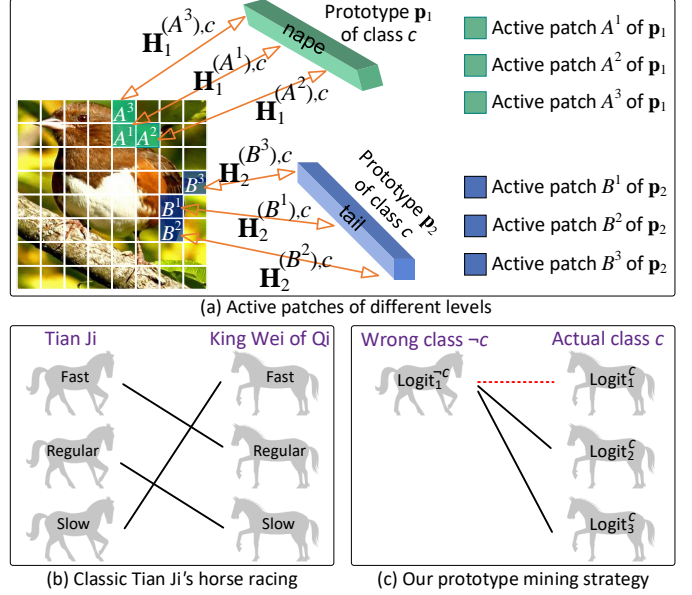 Prototype p₁
of class c
nape
H₁^(A³),c
H₁^(A¹),c
H₁^(A²),c
A³
A¹ A²
B³
B¹
B²
H₂^(B³),c
H₂^(B¹),c
H₂^(B²),c
Prototype p₂
of class c
tail
Active patch A¹ of p₁
Active patch A² of p₁
Active patch A³ of p₁
Active patch B¹ of p₂
Active patch B² of p₂
Active patch B³ of p₂
(a) Active patches of different levels
Tian Ji King Wei of Qi
Fast Fast
Regular Regular
Slow Slow
(b) Classic Tian Ji's horse racing
Wrong class ¬c Actual class c
Logit₁^¬c Logit₁^c
Logit₂^c
Logit₃^c
(c) Our prototype mining strategy